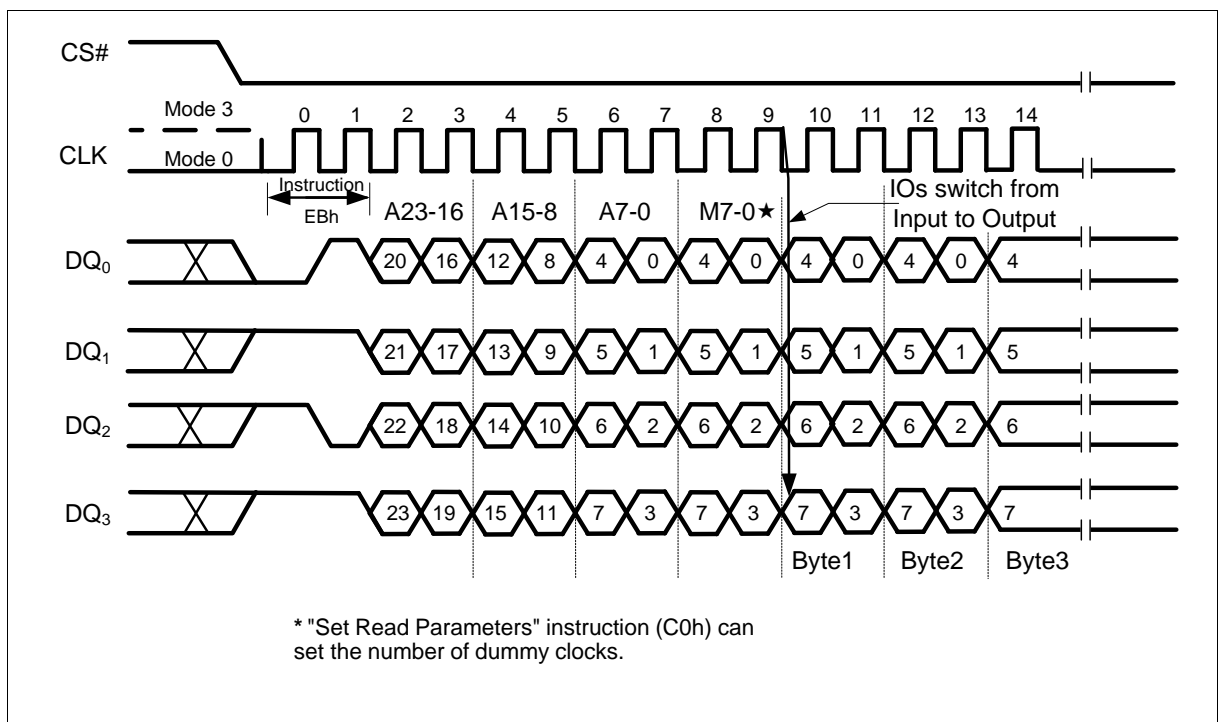 CS#
Mode 3
0 1 2 3 4 5 6 7 8 9 10 11 12 13 14
CLK
Mode 0
Instruction
EBh
A23-16 A15-8 A7-0 M7-0★
IOs switch from
Input to Output
DQ0 20 16 12 8 4 0 4 0 4 0 4 0 4
DQ1 21 17 13 9 5 1 5 1 5 1 5 1 5
DQ2 22 18 14 10 6 2 6 2 6 2 6 2 6
DQ3 23 19 15 11 7 3 7 3 7 3 7 3 7
Byte1 Byte2 Byte3
* "Set Read Parameters" instruction (C0h) can
set the number of dummy clocks.